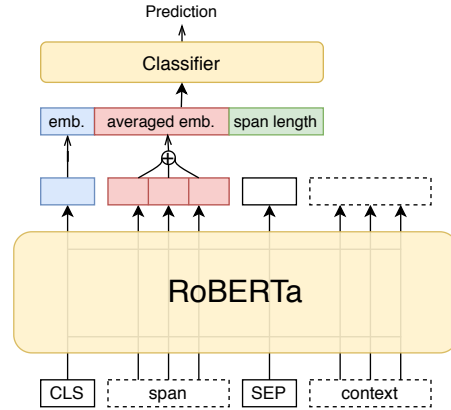 Prediction
Classifier
emb. averaged emb. span length
RoBERTa
CLS span SEP context